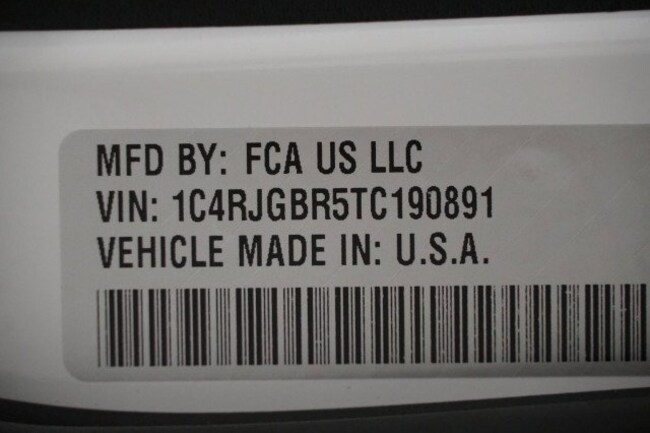 MFD BY: FCA US LLC
VIN: 1C4RJGBR5TC190891
VEHICLE MADE IN: U.S.A.